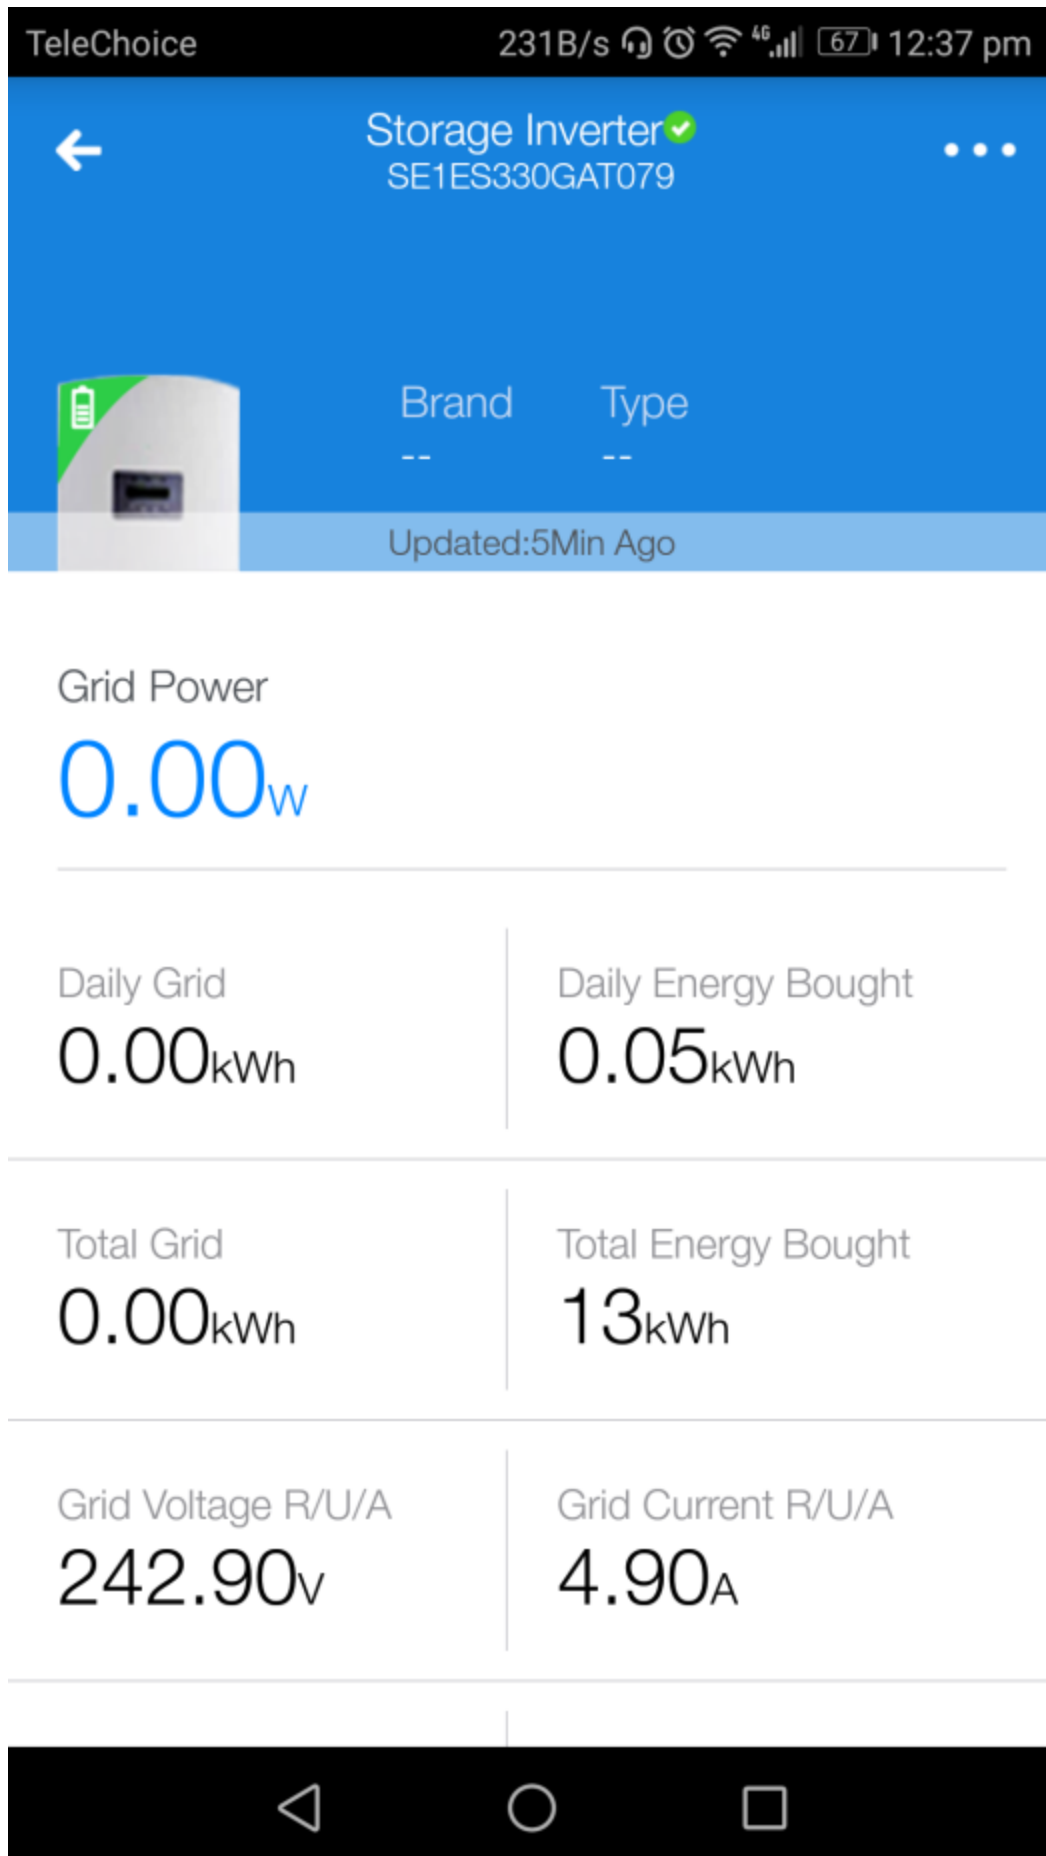 TeleChoice 231B/s 4G 67 12:37 pm
Storage Inverter
SE1ES330GAT079
Brand Type
-- --
Updated:5Min Ago
Grid Power
0.00W
Daily Grid Daily Energy Bought
0.00kWh 0.05kWh
Total Grid Total Energy Bought
0.00kWh 13kWh
Grid Voltage R/U/A Grid Current R/U/A
242.90V 4.90A